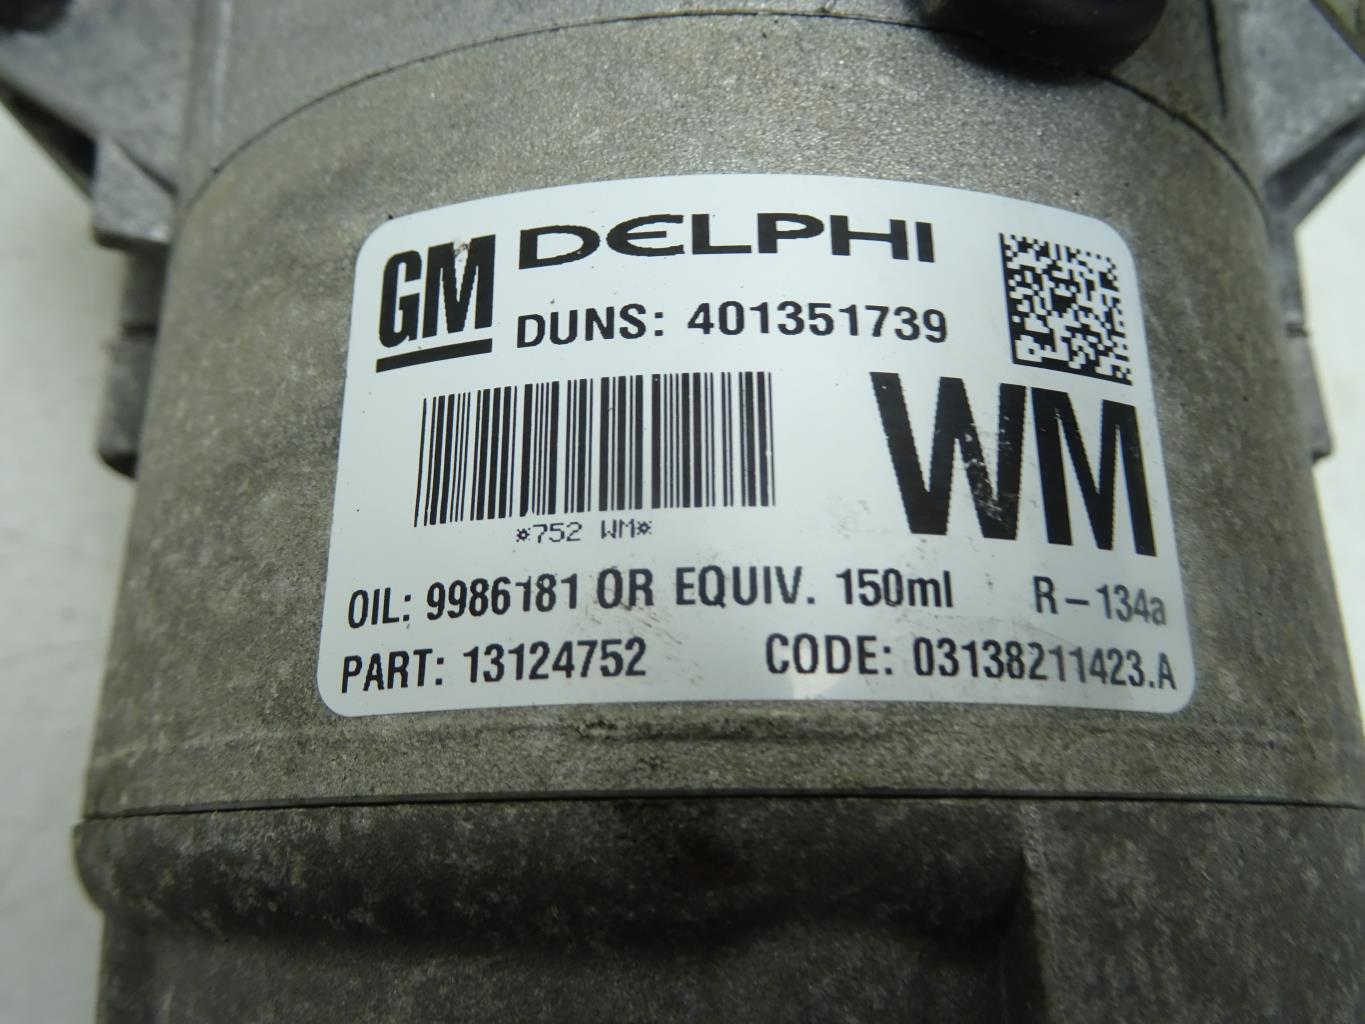 GM DELPHI
DUNS: 401351739
WM
*752 WM*
OIL: 9986181 OR EQUIV. 150ml R-134a
PART: 13124752 CODE: 03138211423.A